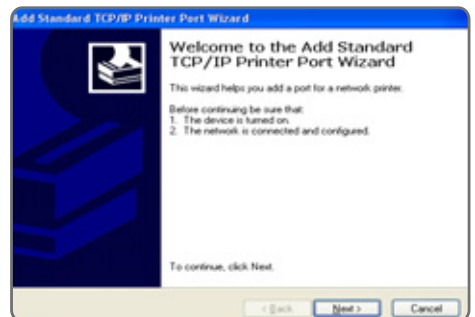 Add Standard TCP/IP Printer Port Wizard
Welcome to the Add Standard
TCP/IP Printer Port Wizard
This wizard helps you add a port for a network printer.
Before continuing be sure that:
1. The device is turned on.
2. The network is connected and configured.
To continue, click Next.
< Back
Next >
Cancel